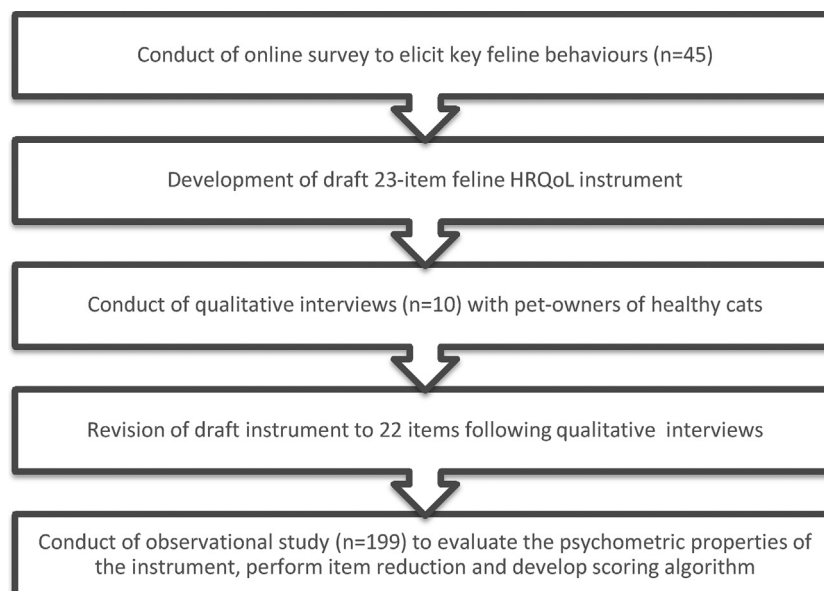 Conduct of online survey to elicit key feline behaviours (n=45)
Development of draft 23-item feline HRQoL instrument
Conduct of qualitative interviews (n=10) with pet-owners of healthy cats
Revision of draft instrument to 22 items following qualitative interviews
Conduct of observational study (n=199) to evaluate the psychometric properties of
the instrument, perform item reduction and develop scoring algorithm